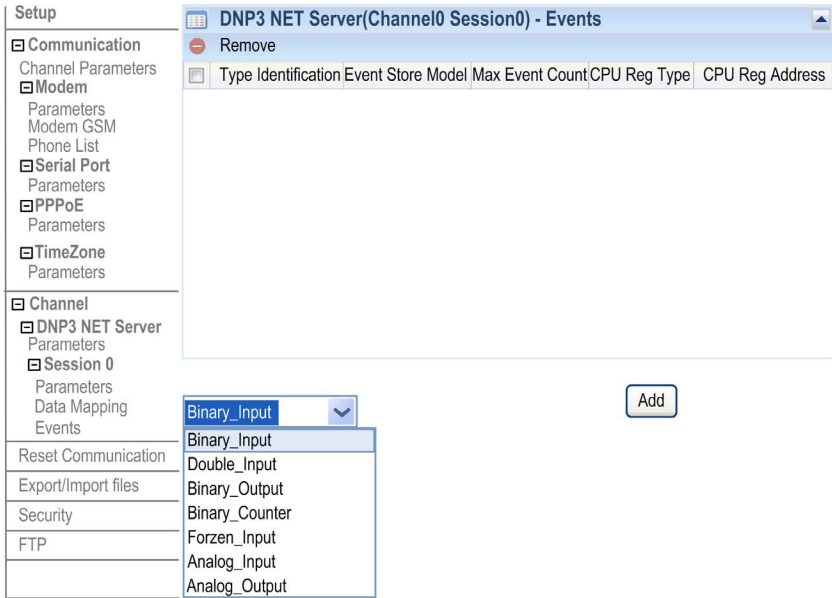 Setup
Communication
Channel Parameters
Modem
Parameters
Modem GSM
Phone List
Serial Port
Parameters
PPPoE
Parameters
TimeZone
Parameters
Channel
DNP3 NET Server
Parameters
Session 0
Parameters
Data Mapping
Events
Reset Communication
Export/Import files
Security
FTP
DNP3 NET Server(Channel0 Session0) - Events
Remove
Type Identification Event Store Model Max Event Count CPU Reg Type CPU Reg Address
Binary_Input
Add
Binary_Input
Double_Input
Binary_Output
Binary_Counter
Forzen_Input
Analog_Input
Analog_Output